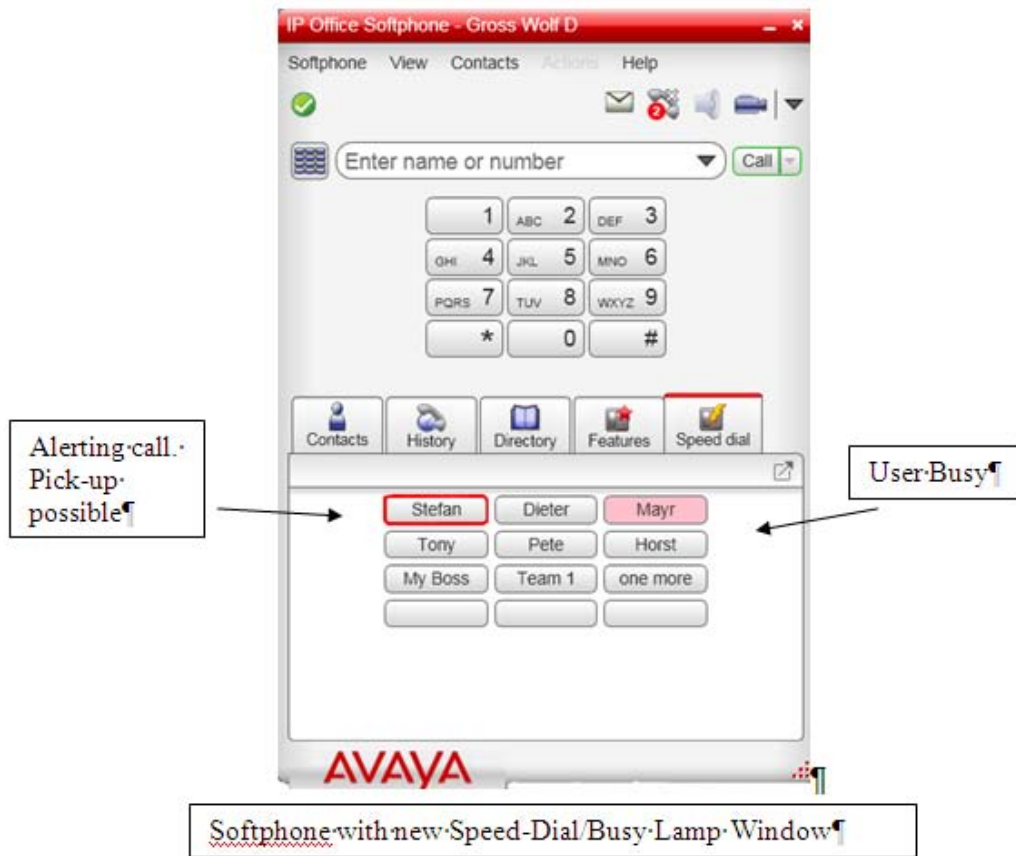 IP Office Softphone - Gross Wolf D
Softphone View Contacts Actions Help
2
Enter name or number
Call
1 ABC 2 DEF 3
GHI 4 JKL 5 MNO 6
PQRS 7 TUV 8 WXYZ 9
* 0 #
Contacts History Directory Features Speed dial
Alerting·call.·
Pick-up·
possible¶
User·Busy¶
Stefan Dieter Mayr
Tony Pete Horst
My Boss Team 1 one more
AVAYA
¶
Softphone·with·new·Speed-Dial/Busy·Lamp·Window¶